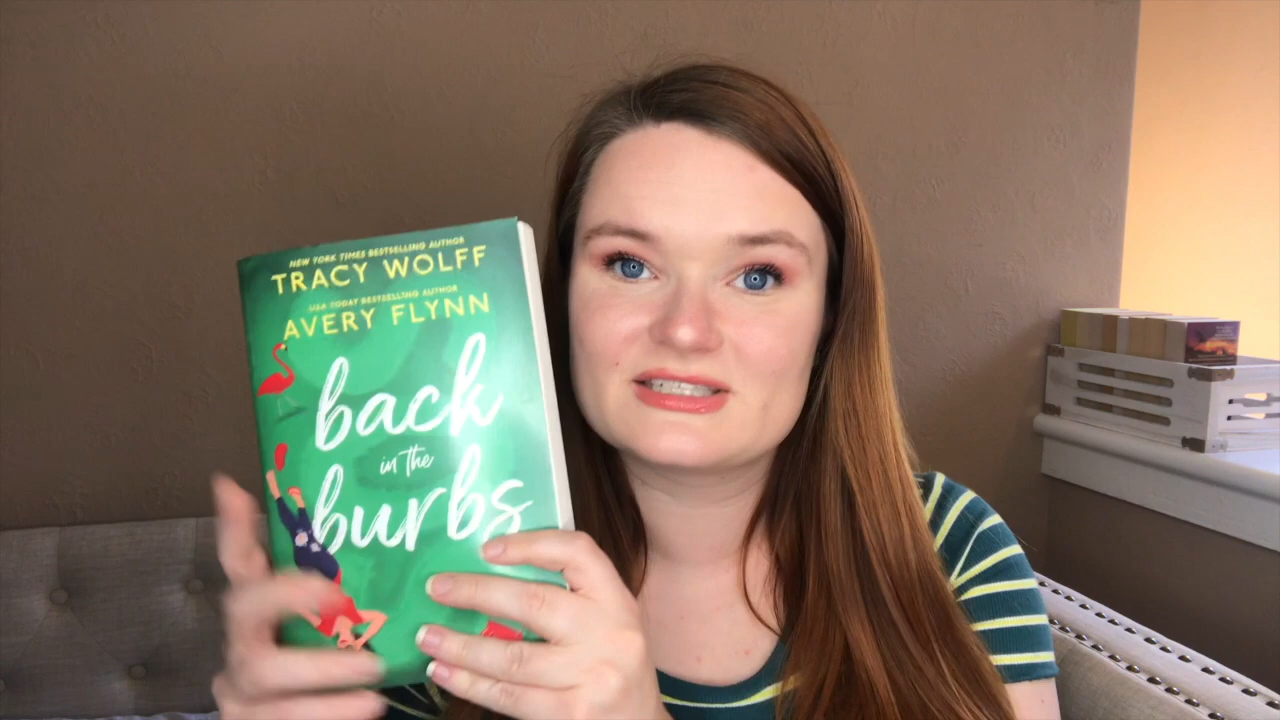 NEW YORK TIMES BESTSELLING AUTHOR
TRACY WOLFF
USA TODAY BESTSELLING AUTHOR
AVERY FLYNN
back
in the
burbs